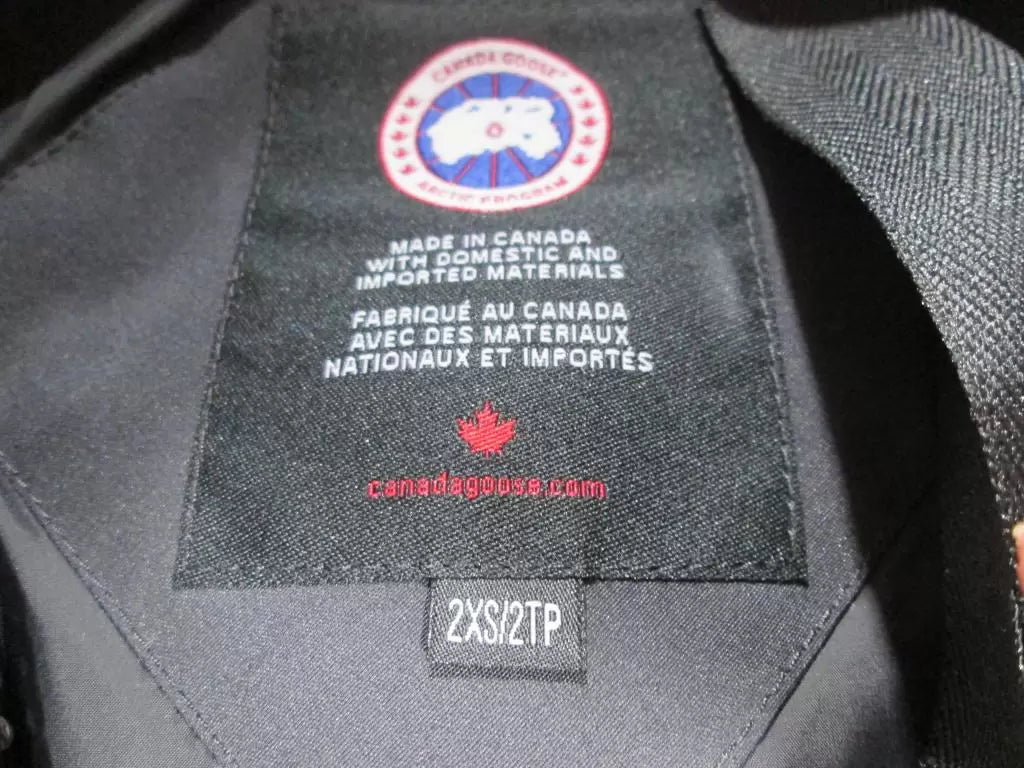 CANADA GOOSE
ARCTIC PROGRAM
MADE IN CANADA
WITH DOMESTIC AND
IMPORTED MATERIALS
FABRIQUÉ AU CANADA
AVEC DES MATERIAUX
NATIONAUX ET IMPORTÉS
canadagoose.com
2XS/2TP